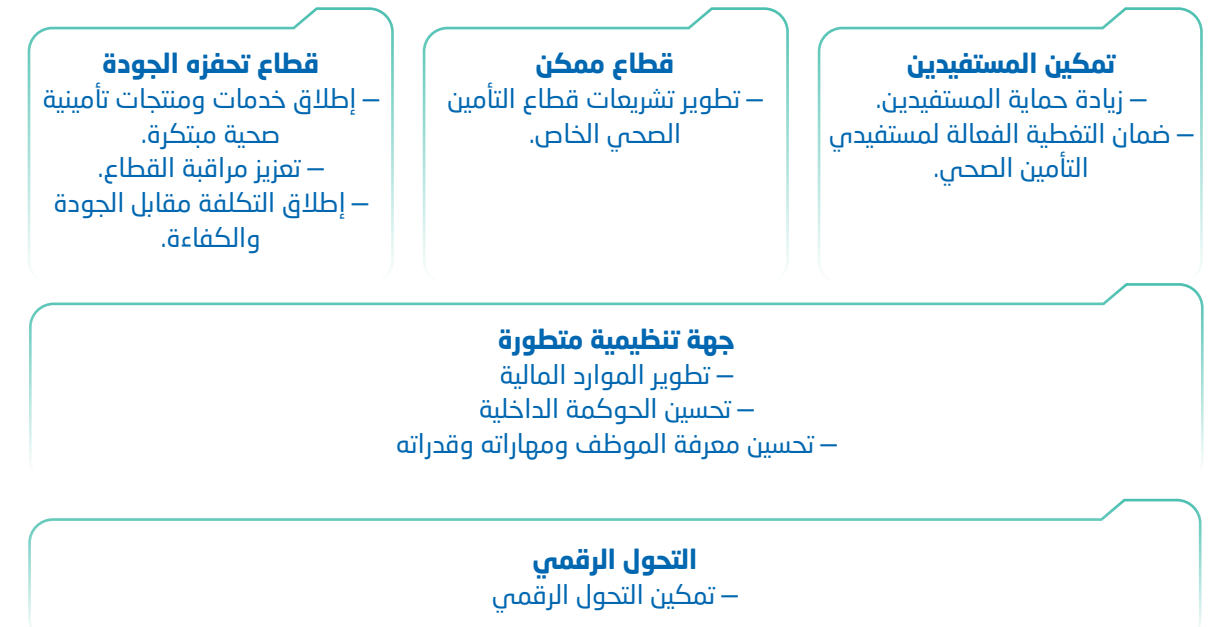 تمكين المستفيدين
– زيادة حماية المستفيدين.
– ضمان التغطية الفعالة لمستفيدي
التأمين الصحي.
قطاع ممكن
– تطوير تشريعات قطاع التأمين
الصحي الخاص.
قطاع تحفزه الجودة
– إطلاق خدمات ومنتجات تأمينية
صحية مبتكرة.
– تعزيز مراقبة القطاع.
– إطلاق التكلفة مقابل الجودة
والكفاءة.
جهة تنظيمية متطورة
– تطوير الموارد المالية
– تحسين الحوكمة الداخلية
– تحسين معرفة الموظف ومهاراته وقدراته
التحول الرقمي
– تمكين التحول الرقمي